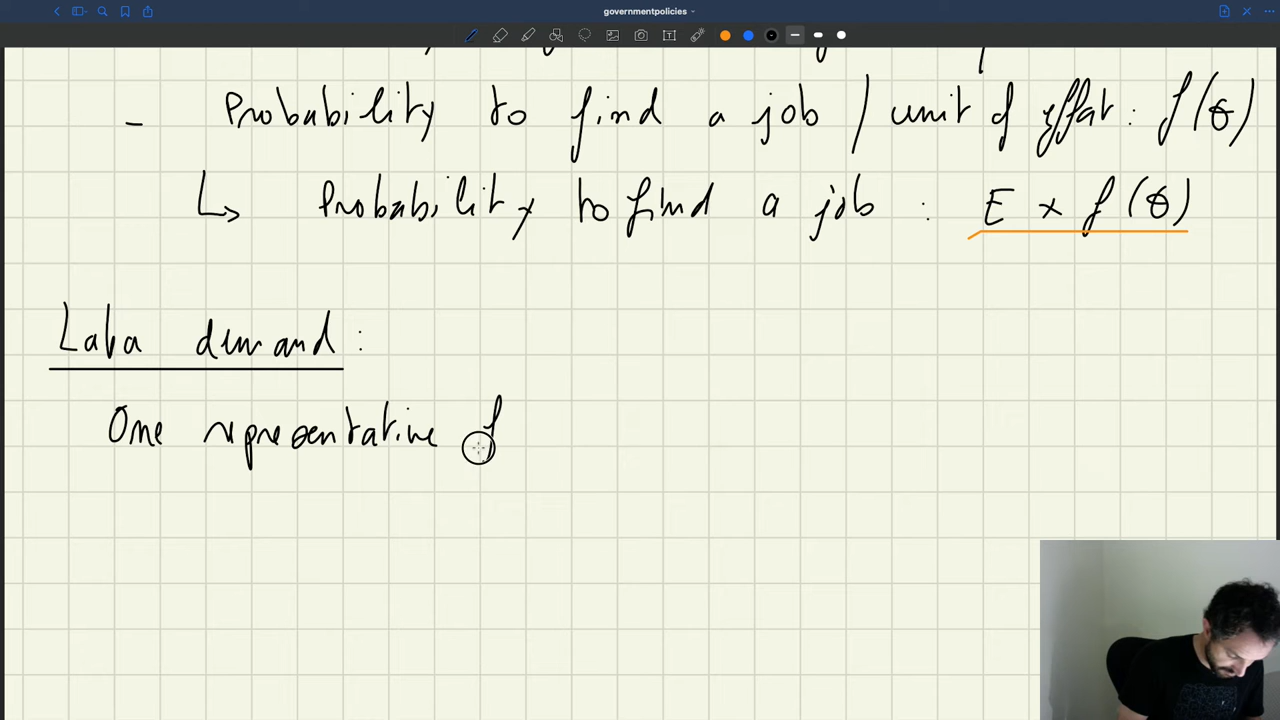 governmentpolicies
- Probability to find a job / unit of effort : f(θ)
↳ Probability to find a job : E × f(θ)
Labor demand :
One representative f